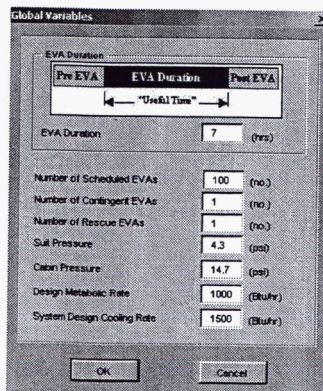 Global Variables
EVA Duration
Pre EVA EVA Duration Post EVA
"Useful Time"
EVA Duration 7 (hrs)
Number of Scheduled EVAs 100 (no.)
Number of Contingent EVAs 1 (no.)
Number of Rescue EVAs 1 (no.)
Suit Pressure 4.3 (psi)
Cabin Pressure 14.7 (psi)
Design Metabolic Rate 1000 (Btu/hr)
System Design Cooling Rate 1500 (Btu/hr)
OK Cancel